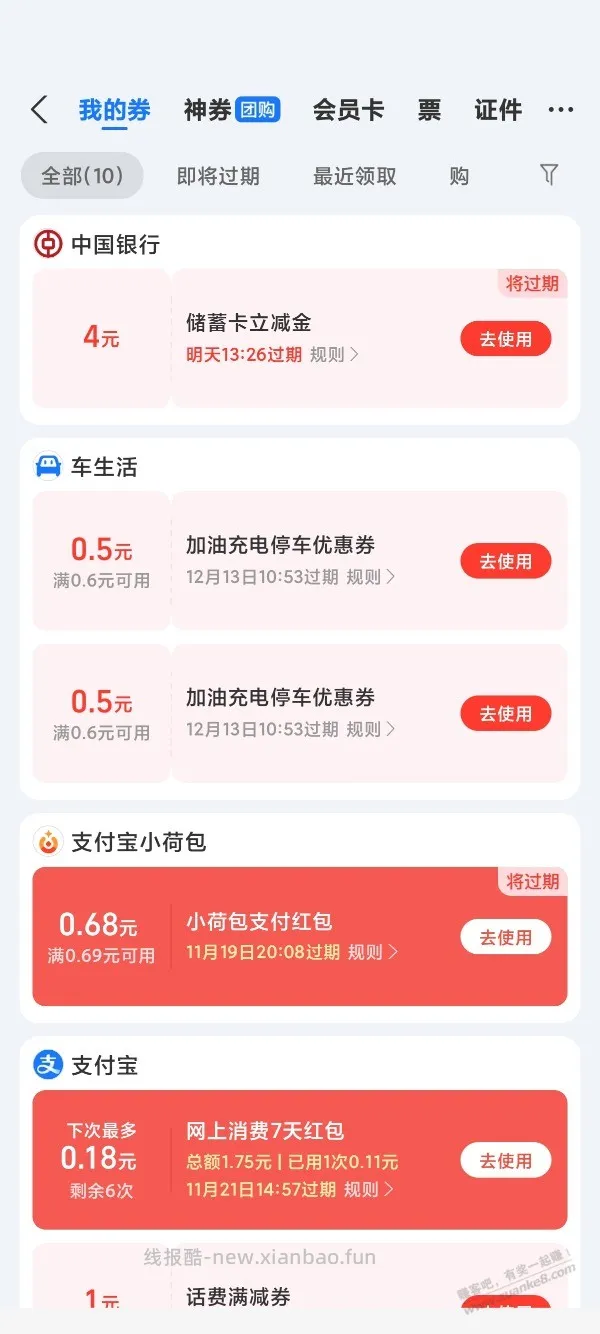 我的券 神券 团购 会员卡 票 证件 ···
全部(10) 即将过期 最近领取 购
中国银行
将过期
4元
储蓄卡立减金
明天13:26过期 规则
去使用
车生活
0.5元
满0.6元可用
加油充电停车优惠券
12月13日10:53过期 规则
去使用
0.5元
满0.6元可用
加油充电停车优惠券
12月13日10:53过期 规则
去使用
支付宝小荷包
将过期
0.68元
满0.69元可用
小荷包支付红包
11月19日20:08过期 规则
去使用
支 支付宝
下次最多
0.18元
剩余6次
网上消费7天红包
总额1.75元 | 已用1次0.11元
11月21日14:57过期 规则
去使用
线报酷-new.xianbao.fun
1元
话费满减券
赚客吧，有奖一起赚！
www.zuanke8.com